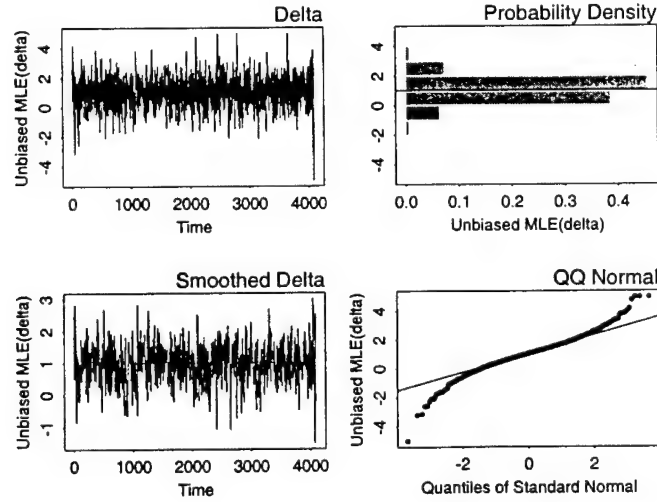 Delta
Unbiased MLE(delta)
4
2
0
-2
-4
0 1000 2000 3000 4000
Time
Probability Density
Unbiased MLE(delta)
4
2
0
-2
-4
0.0 0.1 0.2 0.3 0.4
Unbiased MLE(delta)
Smoothed Delta
Unbiased MLE(delta)
3
2
1
0
-1
0 1000 2000 3000 4000
Time
QQ Normal
Unbiased MLE(delta)
4
2
0
-2
-4
-2 0 2
Quantiles of Standard Normal